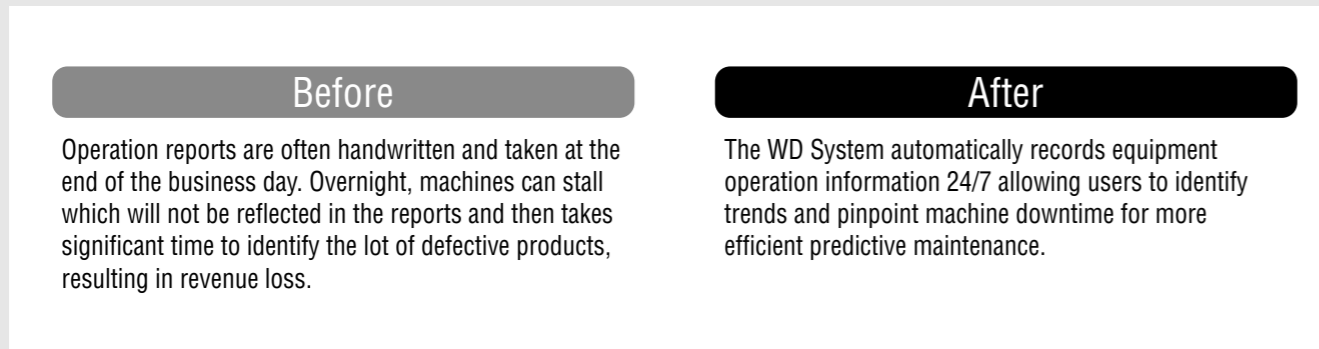 Before
Operation reports are often handwritten and taken at the
end of the business day. Overnight, machines can stall
which will not be reflected in the reports and then takes
significant time to identify the lot of defective products,
resulting in revenue loss.
After
The WD System automatically records equipment
operation information 24/7 allowing users to identify
trends and pinpoint machine downtime for more
efficient predictive maintenance.